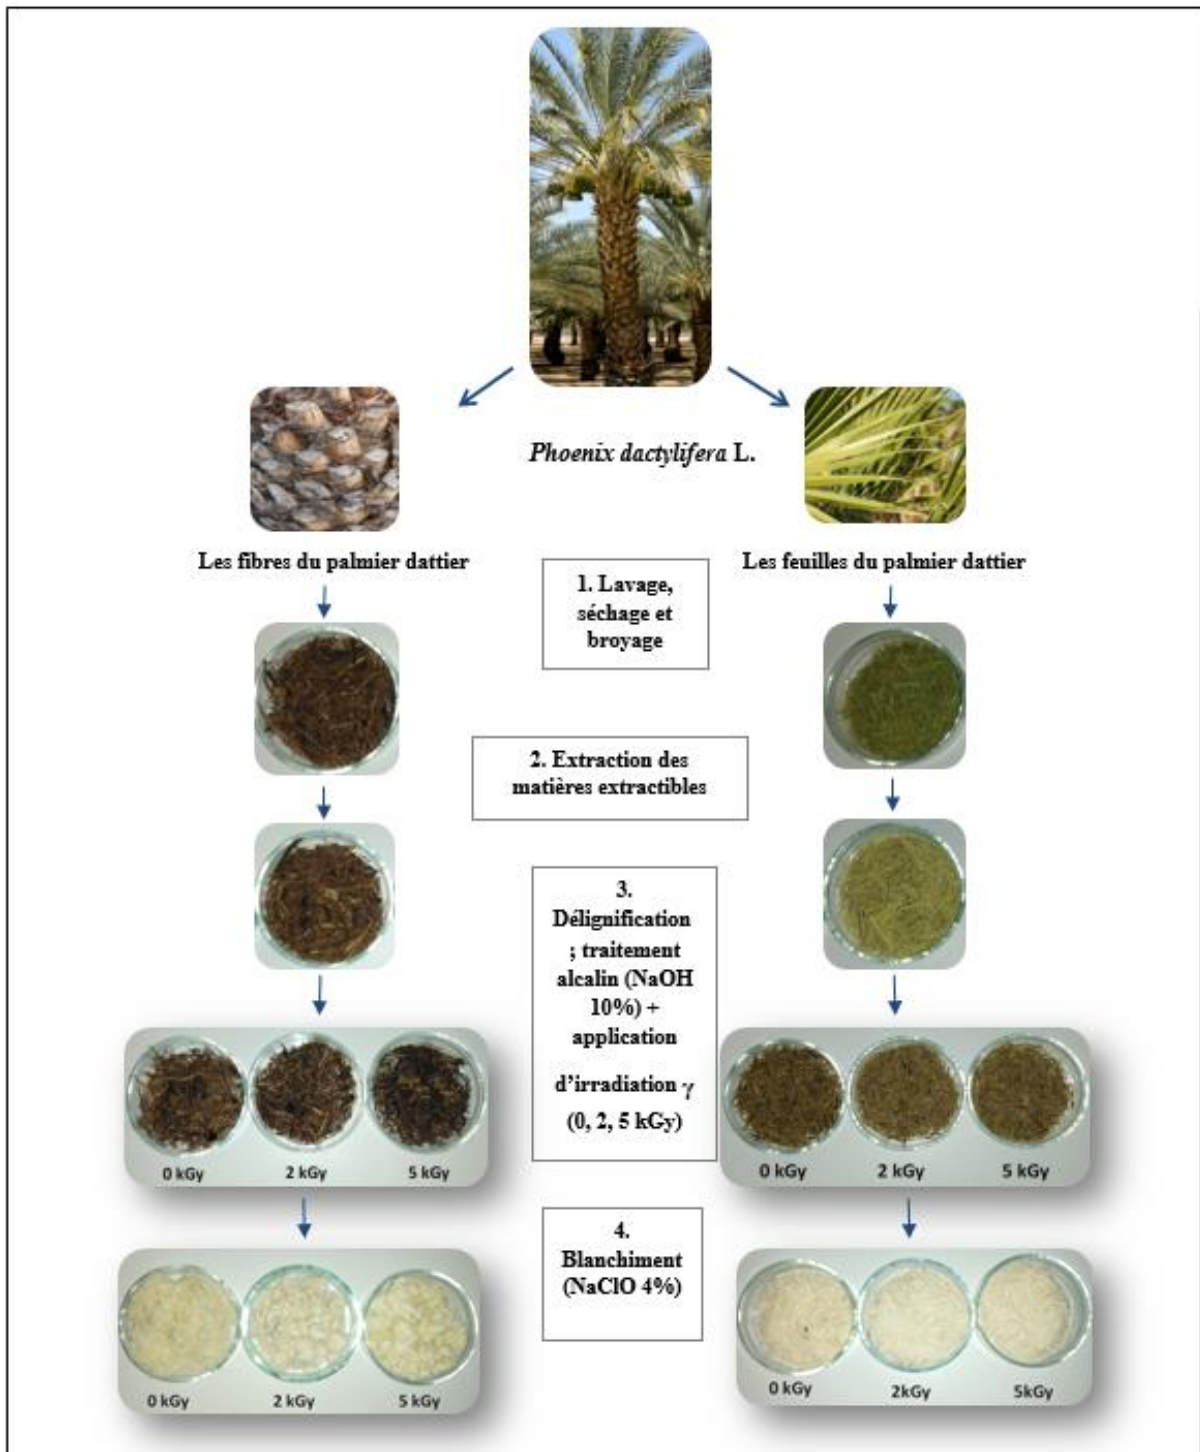 Phoenix dactylifera L.
Les fibres du palmier dattier
Les feuilles du palmier dattier
1. Lavage,
séchage et
broyage
2. Extraction des
matières extractibles
3.
Délignification
; traitement
alcalin (NaOH
10%) +
application
d’irradiation γ
(0, 2, 5 kGy)
0 kGy
2 kGy
5 kGy
0 kGy
2 kGy
5 kGy
4.
Blanchiment
(NaClO 4%)
0 kGy
2 kGy
5 kGy
0 kGy
2kGy
5kGy